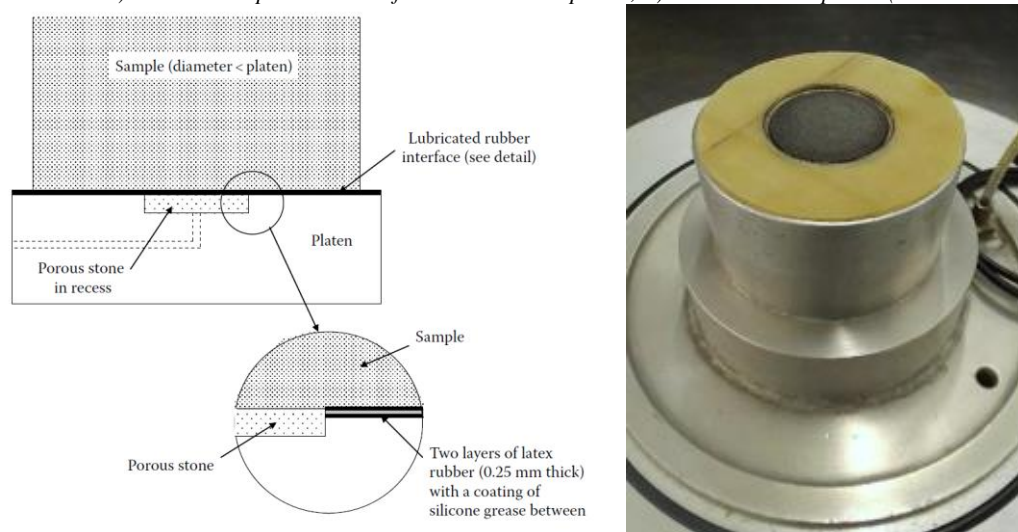 Sample (diameter < platen)
Lubricated rubber
interface (see detail)
Platen
Porous stone
in recess
Sample
Porous stone
Two layers of latex
rubber (0.25 mm thick)
with a coating of
silicone grease between